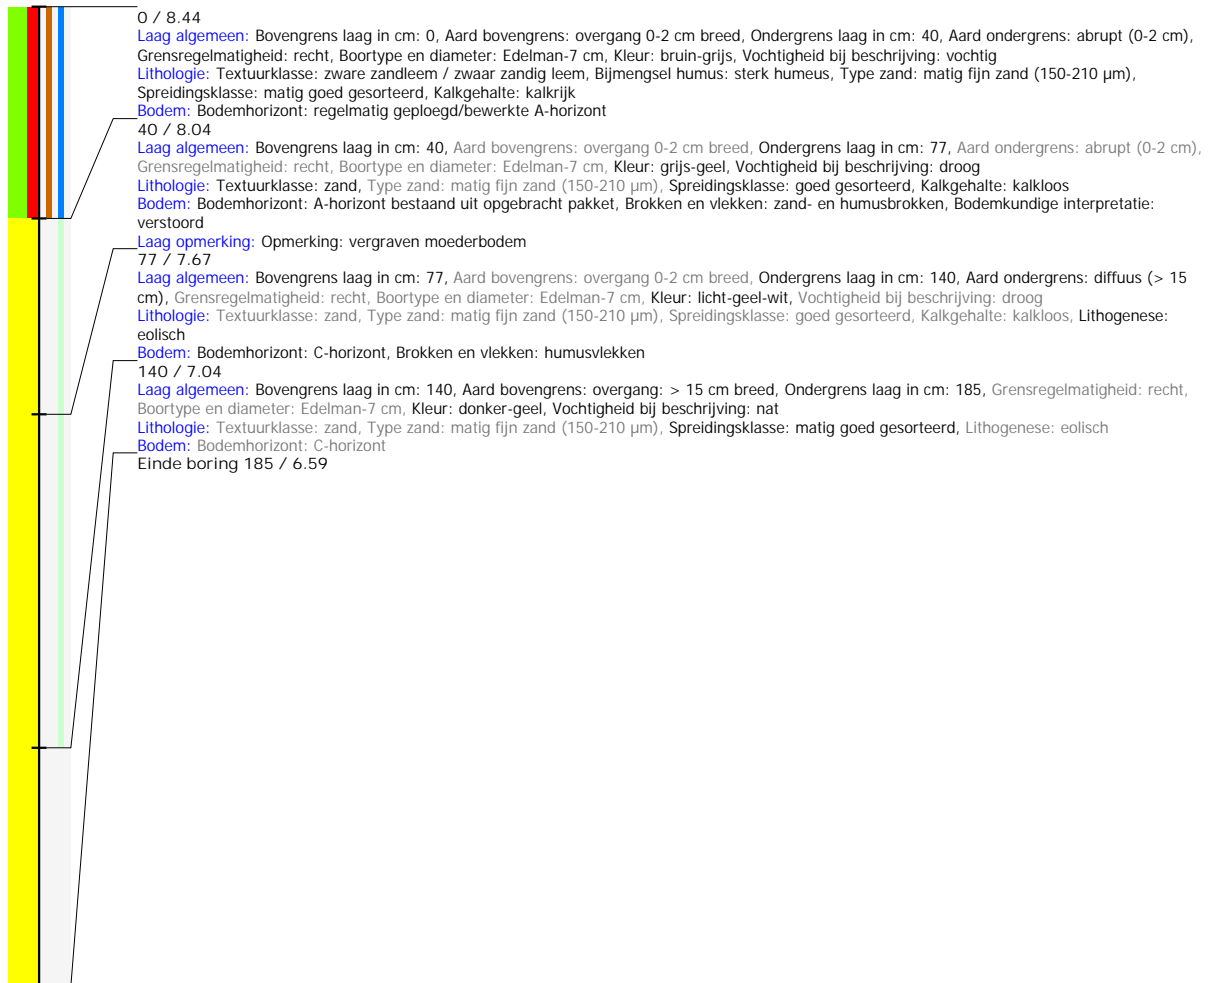 0 / 8.44
Laag algemeen: Bovengrens laag in cm: 0, Aard bovengrens: overgang 0-2 cm breed, Ondergrens laag in cm: 40, Aard ondergrens: abrupt (0-2 cm),
Grensregelmatigheid: recht, Boortype en diameter: Edelman-7 cm, Kleur: bruin-grijs, Vochtigheid bij beschrijving: vochtig
Lithologie: Textuurklasse: zware zandleem / zwaar zandig leem, Bijmengsel humus: sterk humeus, Type zand: matig fijn zand (150-210 µm),
Spreidingsklasse: matig goed gesorteerd, Kalkgehalte: kalkrijk
Bodem: Bodemhorizont: regelmatig geploegd/bewerkte A-horizont
40 / 8.04
Laag algemeen: Bovengrens laag in cm: 40, Aard bovengrens: overgang 0-2 cm breed, Ondergrens laag in cm: 77, Aard ondergrens: abrupt (0-2 cm),
Grensregelmatigheid: recht, Boortype en diameter: Edelman-7 cm, Kleur: grijs-geel, Vochtigheid bij beschrijving: droog
Lithologie: Textuurklasse: zand, Type zand: matig fijn zand (150-210 µm), Spreidingsklasse: goed gesorteerd, Kalkgehalte: kalkloos
Bodem: Bodemhorizont: A-horizont bestaand uit opgebracht pakket, Brokken en vlekken: zand- en humusbrokken, Bodemkundige interpretatie:
verstoord
Laag opmerking: Opmerking: vergraven moederbodem
77 / 7.67
Laag algemeen: Bovengrens laag in cm: 77, Aard bovengrens: overgang 0-2 cm breed, Ondergrens laag in cm: 140, Aard ondergrens: diffuus (> 15
cm), Grensregelmatigheid: recht, Boortype en diameter: Edelman-7 cm, Kleur: licht-geel-wit, Vochtigheid bij beschrijving: droog
Lithologie: Textuurklasse: zand, Type zand: matig fijn zand (150-210 µm), Spreidingsklasse: goed gesorteerd, Kalkgehalte: kalkloos, Lithogenese:
eolisch
Bodem: Bodemhorizont: C-horizont, Brokken en vlekken: humusvlekken
140 / 7.04
Laag algemeen: Bovengrens laag in cm: 140, Aard bovengrens: overgang: > 15 cm breed, Ondergrens laag in cm: 185, Grensregelmatigheid: recht,
Boortype en diameter: Edelman-7 cm, Kleur: donker-geel, Vochtigheid bij beschrijving: nat
Lithologie: Textuurklasse: zand, Type zand: matig fijn zand (150-210 µm), Spreidingsklasse: matig goed gesorteerd, Lithogenese: eolisch
Bodem: Bodemhorizont: C-horizont
Einde boring 185 / 6.59